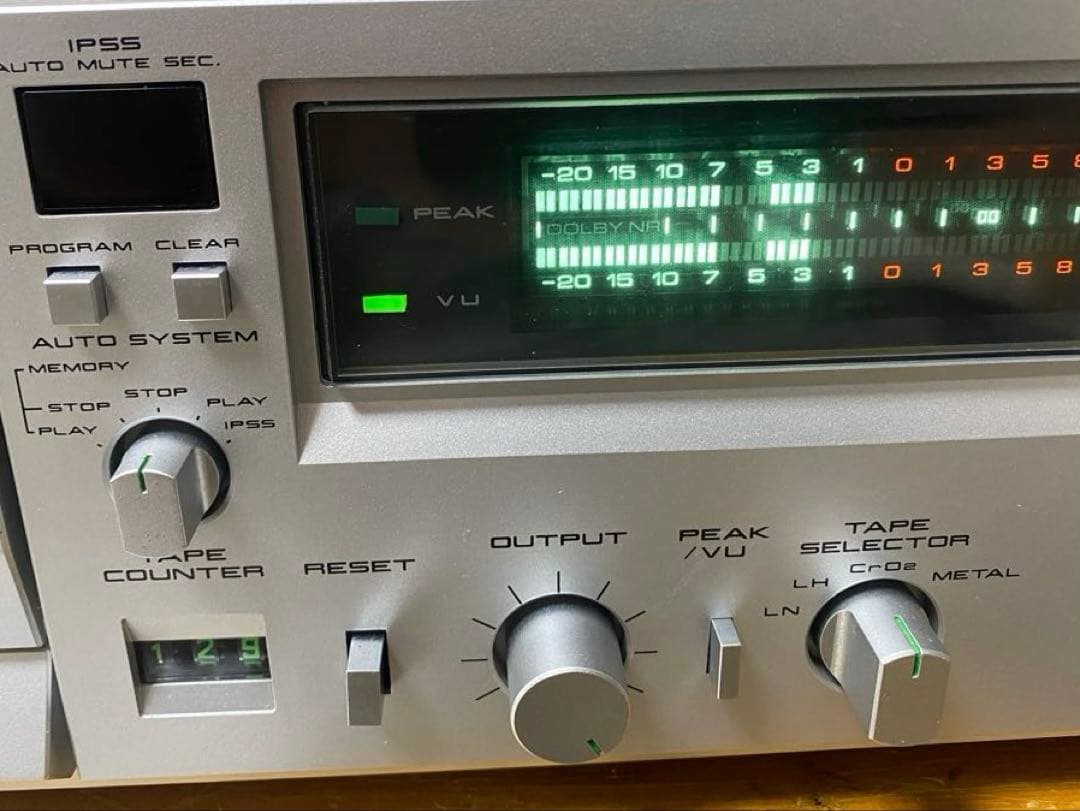 IPSS
AUTO MUTE SEC.
-20 15 10 7 5 3 1 0 1 3 5 8
PEAK
DOLBY NR
-20 15 10 7 5 3 1 0 1 3 5 8
VU
PROGRAM CLEAR
AUTO SYSTEM
MEMORY
STOP STOP PLAY
PLAY IPSS
TAPE
COUNTER
RESET
OUTPUT
PEAK
/VU
TAPE
SELECTOR
LN LH CrO2 METAL
1 2 9